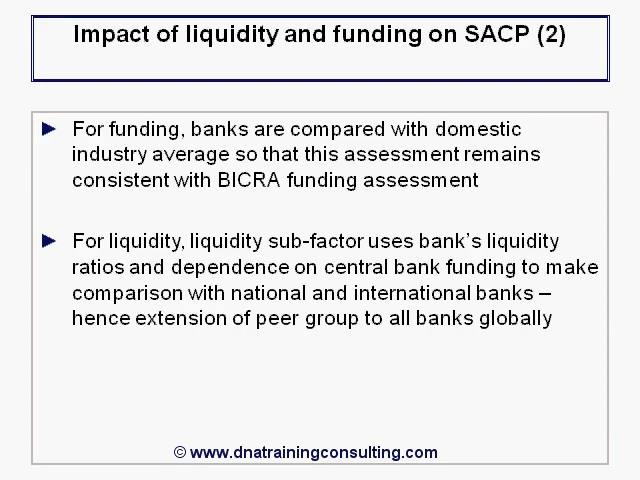 Impact of liquidity and funding on SACP (2)
► For funding, banks are compared with domestic
industry average so that this assessment remains
consistent with BICRA funding assessment
► For liquidity, liquidity sub-factor uses bank’s liquidity
ratios and dependence on central bank funding to make
comparison with national and international banks –
hence extension of peer group to all banks globally
© www.dnatrainingconsulting.com